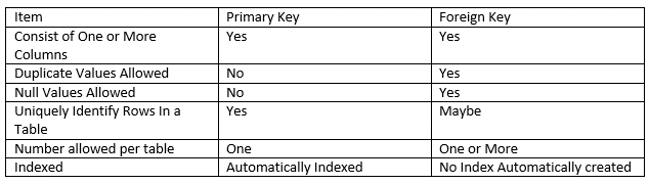 Item Primary Key Foreign Key
Consist of One or More Columns Yes Yes
Duplicate Values Allowed No Yes
Null Values Allowed No Yes
Uniquely Identify Rows In a Table Yes Maybe
Number allowed per table One One or More
Indexed Automatically Indexed No Index Automatically created